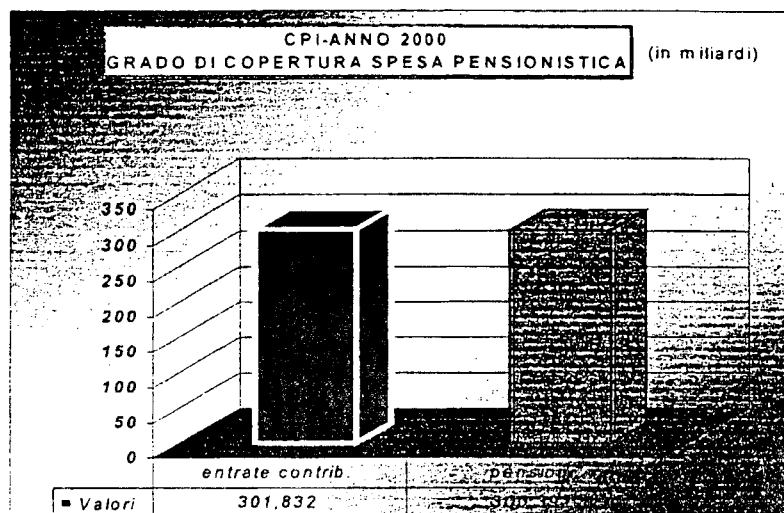 CPI-ANNO 2000
GRADO DI COPERTURA SPESA PENSIONISTICA
(in miliardi)
350
300
250
200
150
100
50
0
entrate contrib. pensioni
Valori 301,832